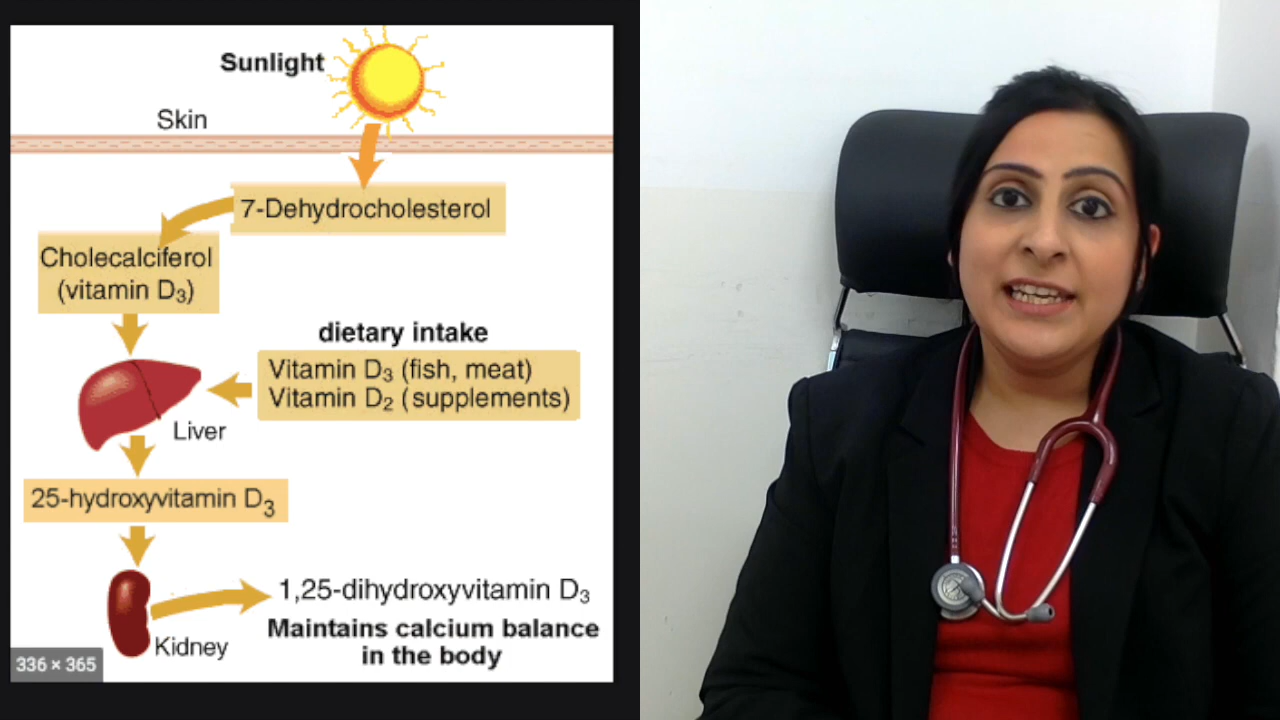 Sunlight
Skin
7-Dehydrocholesterol
Cholecalciferol
(vitamin D₃)
dietary intake
Vitamin D₃ (fish, meat)
Vitamin D₂ (supplements)
Liver
25-hydroxyvitamin D₃
1,25-dihydroxyvitamin D₃
Maintains calcium balance
in the body
Kidney
336 × 365